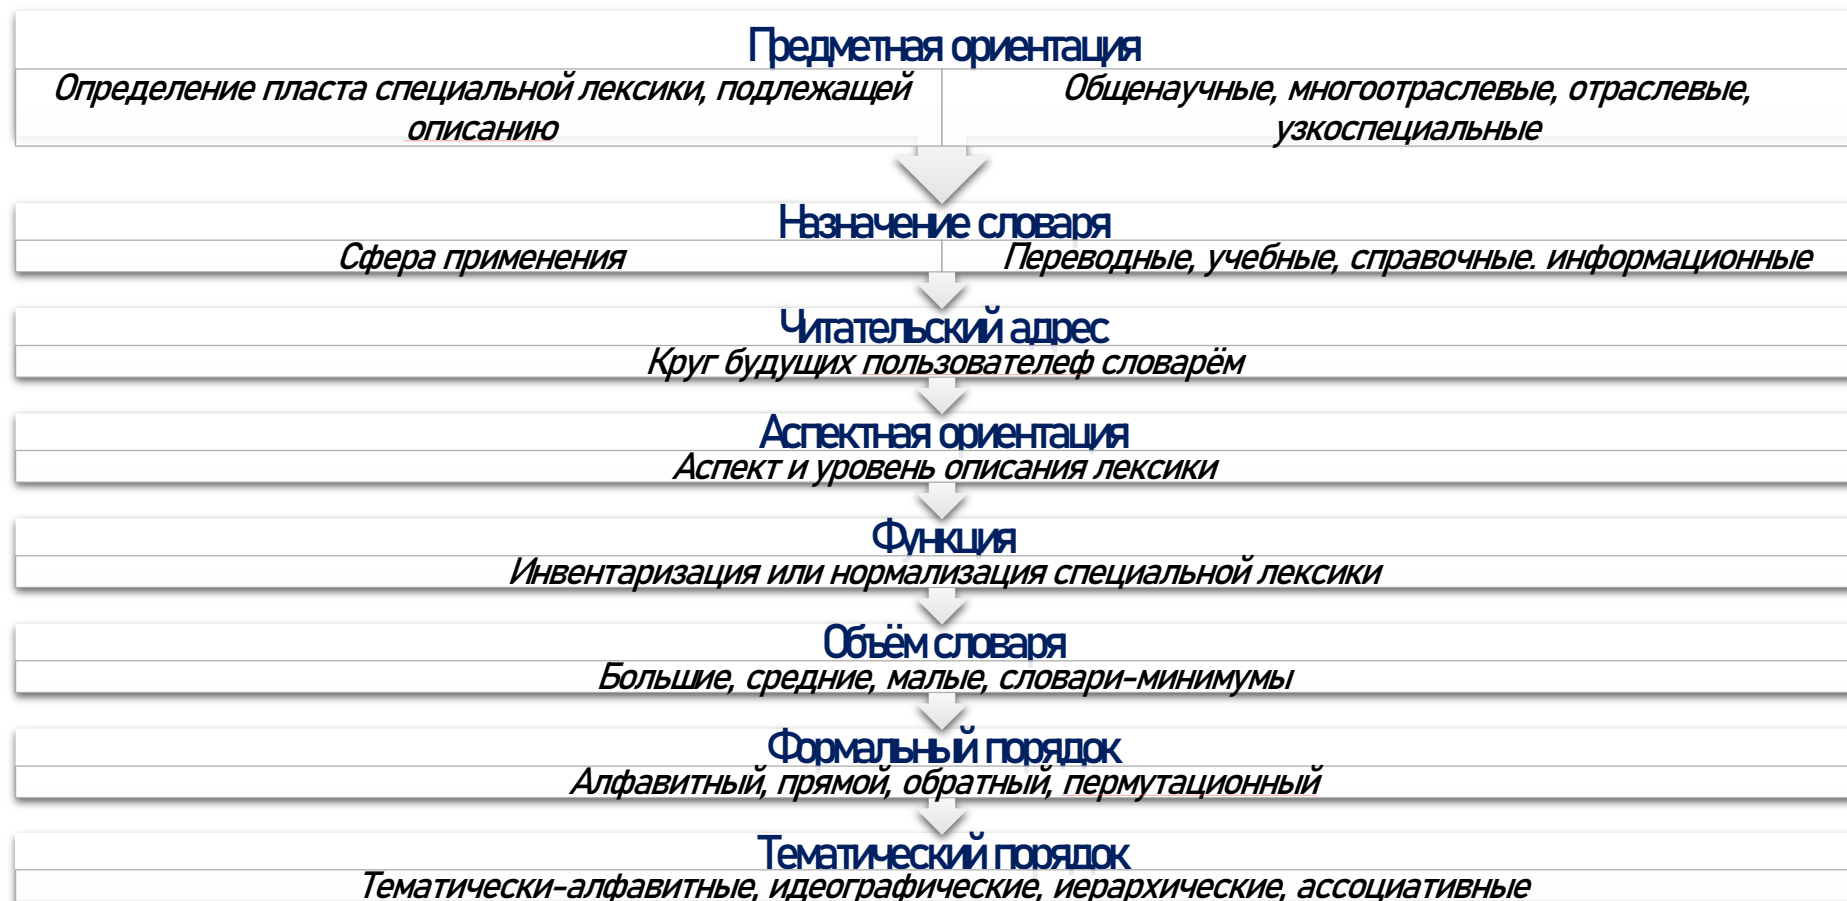 Предметная ориентация
Определение пласта специальной лексики, подлежащей
описанию
Общенаучные, многоотраслевые, отраслевые,
узкоспециальные
Назначение словаря
Сфера применения
Переводные, учебные, справочные. информационные
Читательский адрес
Круг будущих пользователеф словарём
Аспектная ориентация
Аспект и уровень описания лексики
Функция
Инвентаризация или нормализация специальной лексики
Объём словаря
Большие, средние, малые, словари-минимумы
Формальный порядок
Алфавитный, прямой, обратный, пермутационный
Тематический порядок
Тематически-алфавитные, идеографические, иерархические, ассоциативные